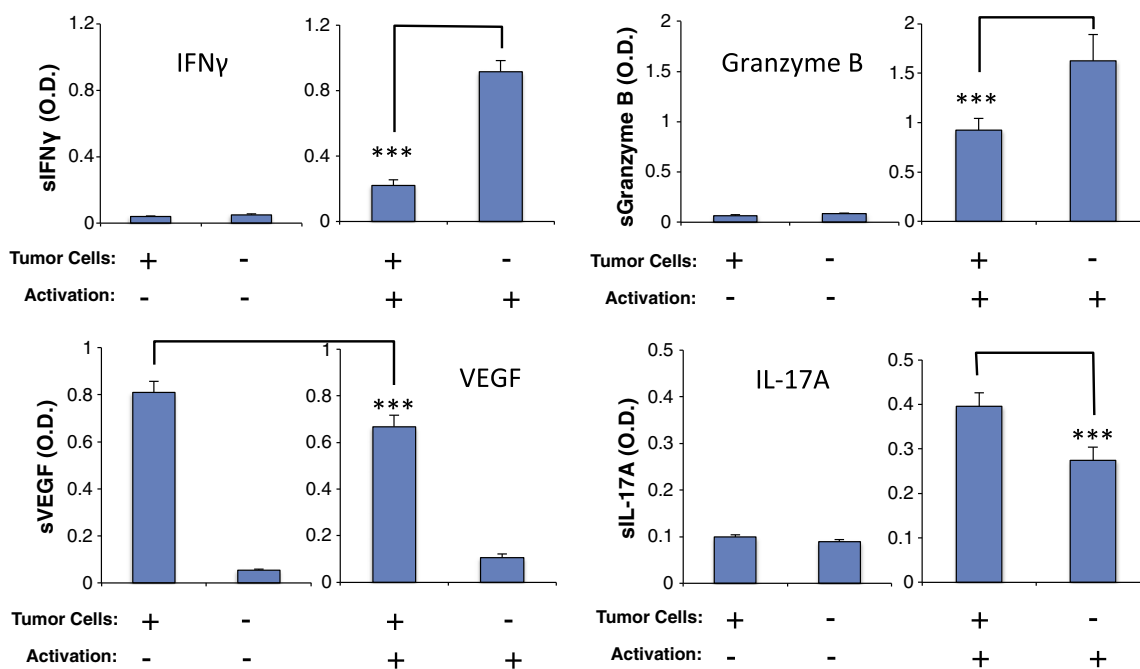 sIFNγ (O.D.)
IFNγ
1.2
0.8
0.4
0
1.2
0.8
0.4
0
***
Tumor Cells: + - + -
Activation: - - + +
sGranzyme B (O.D.)
Granzyme B
2
1.5
1
0.5
0
2
1.5
1
0.5
0
***
Tumor Cells: + - + -
Activation: - - + +
sVEGF (O.D.)
VEGF
1
0.8
0.6
0.4
0.2
0
1
0.8
0.6
0.4
0.2
0
***
Tumor Cells: + - + -
Activation: - - + +
sIL-17A (O.D.)
IL-17A
0.5
0.4
0.3
0.2
0.1
0
0.5
0.4
0.3
0.2
0.1
0
***
Tumor Cells: + - + -
Activation: - - + +